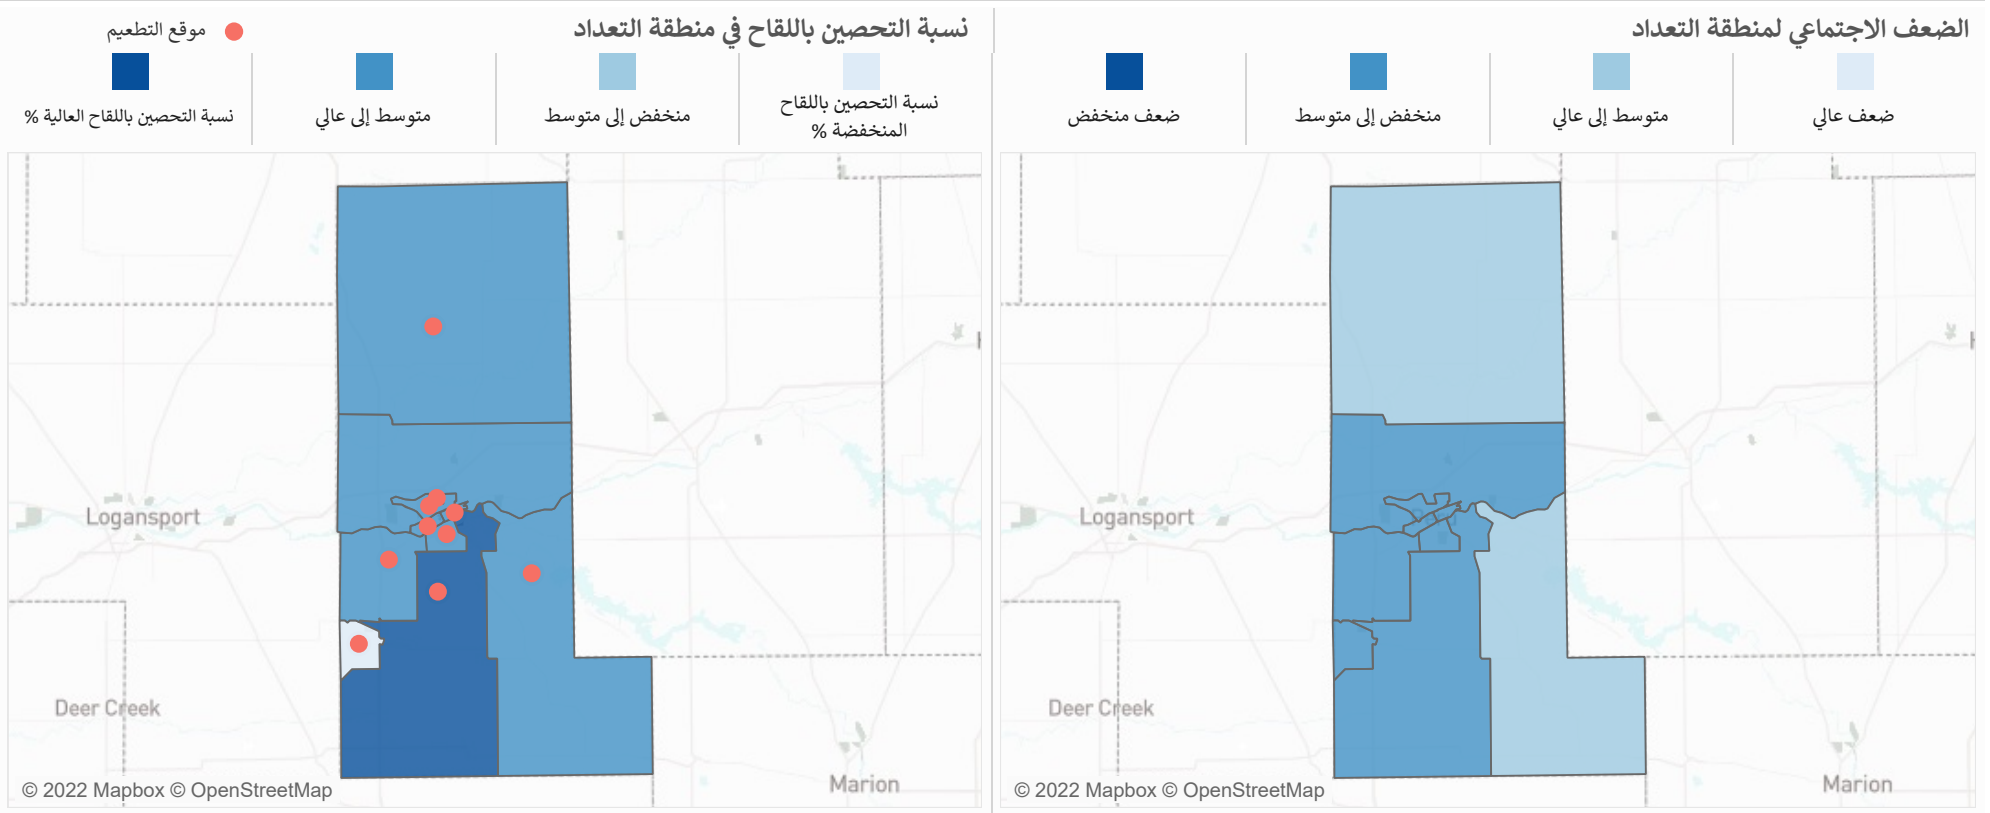 الضعف الاجتماعي لمنطقة التعداد
ضعف عالي
متوسط إلى عالي
منخفض إلى متوسط
ضعف منخفض
Logansport
Deer Creek
Marion
© 2022 Mapbox © OpenStreetMap
نسبة التحصين باللقاح في منطقة التعداد
موقع التطعيم
نسبة التحصين باللقاح
المنخفضة %
منخفض إلى متوسط
متوسط إلى عالي
نسبة التحصين باللقاح العالية %
Logansport
Deer Creek
Marion
© 2022 Mapbox © OpenStreetMap